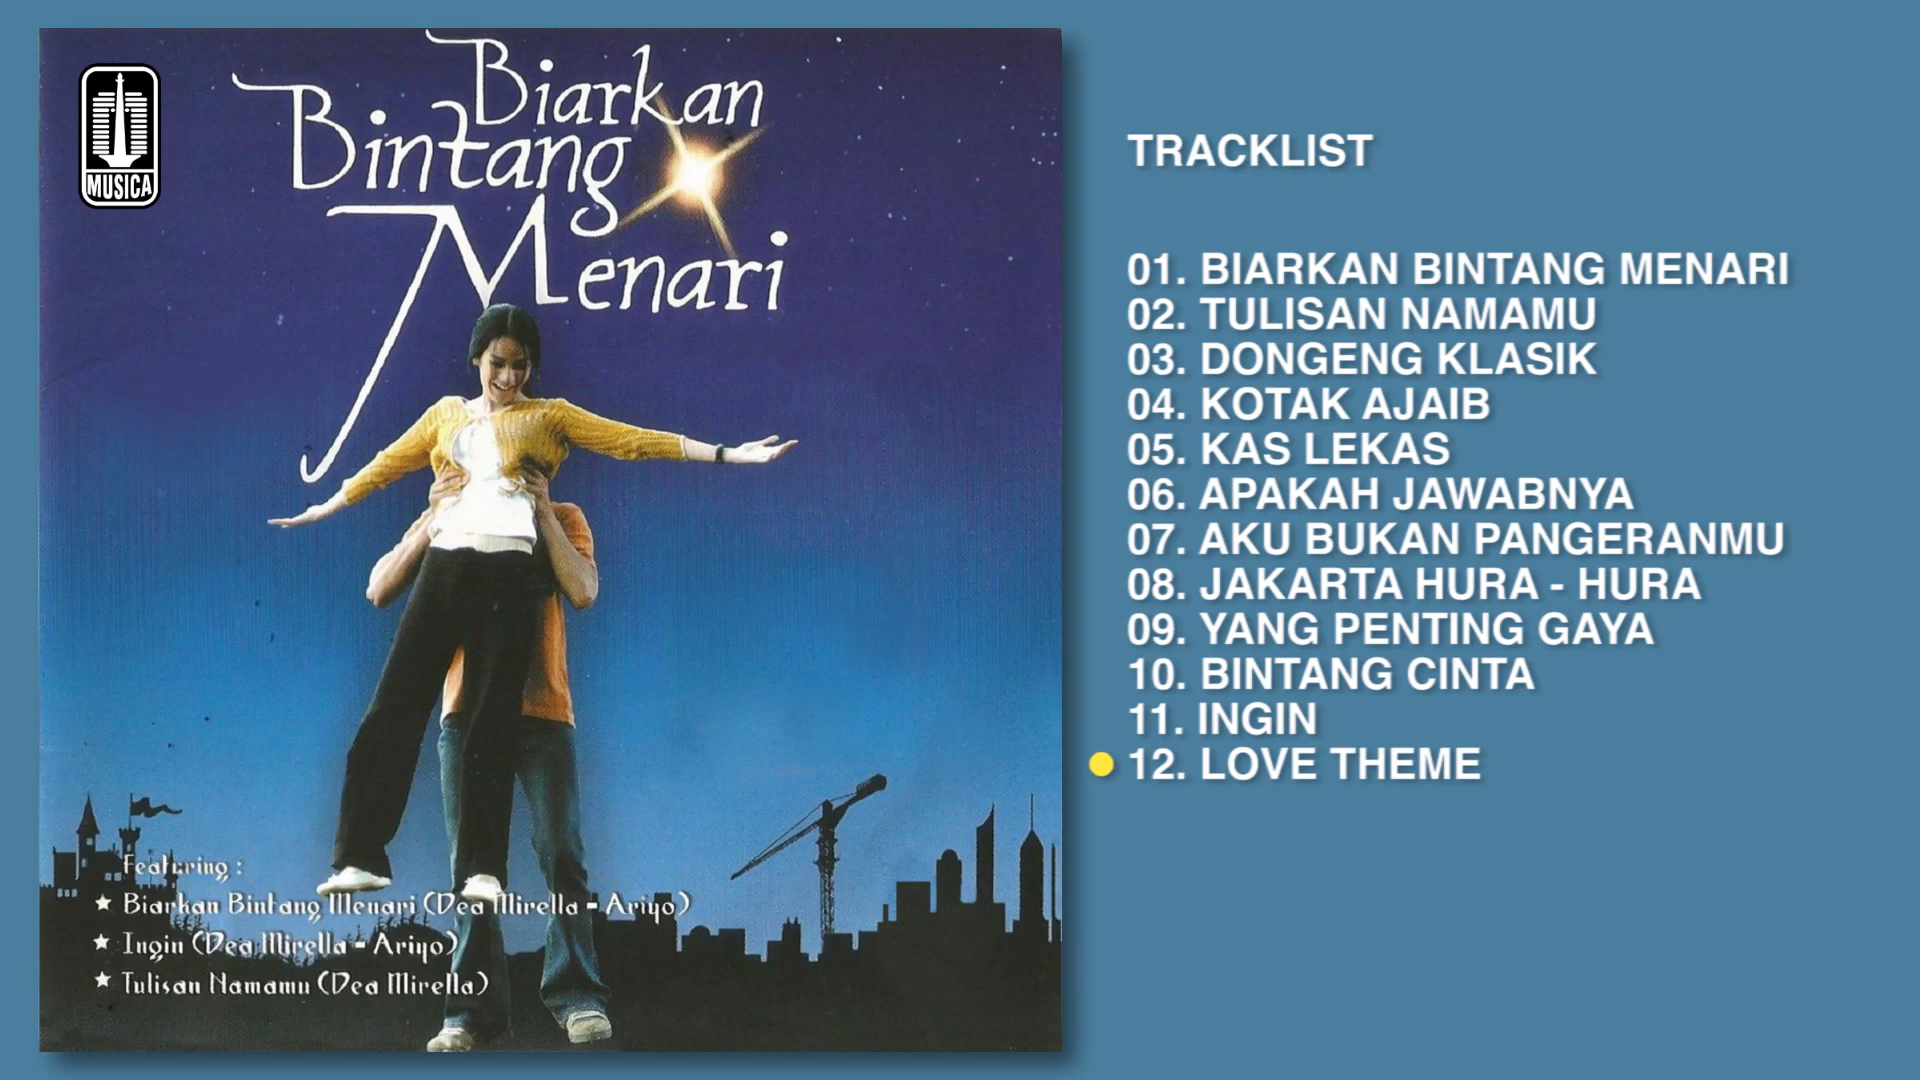 Biarkan
Bintang
Menari
MUSICA
Featuring :
Biarkan Bintang Menari (Dea Mirella - Ariyo)
Ingin (Dea Mirella - Ariyo)
Tulisan Namamu (Dea Mirella)
TRACKLIST
01. BIARKAN BINTANG MENARI
02. TULISAN NAMAMU
03. DONGENG KLASIK
04. KOTAK AJAIB
05. KAS LEKAS
06. APAKAH JAWABNYA
07. AKU BUKAN PANGERANMU
08. JAKARTA HURA - HURA
09. YANG PENTING GAYA
10. BINTANG CINTA
11. INGIN
12. LOVE THEME